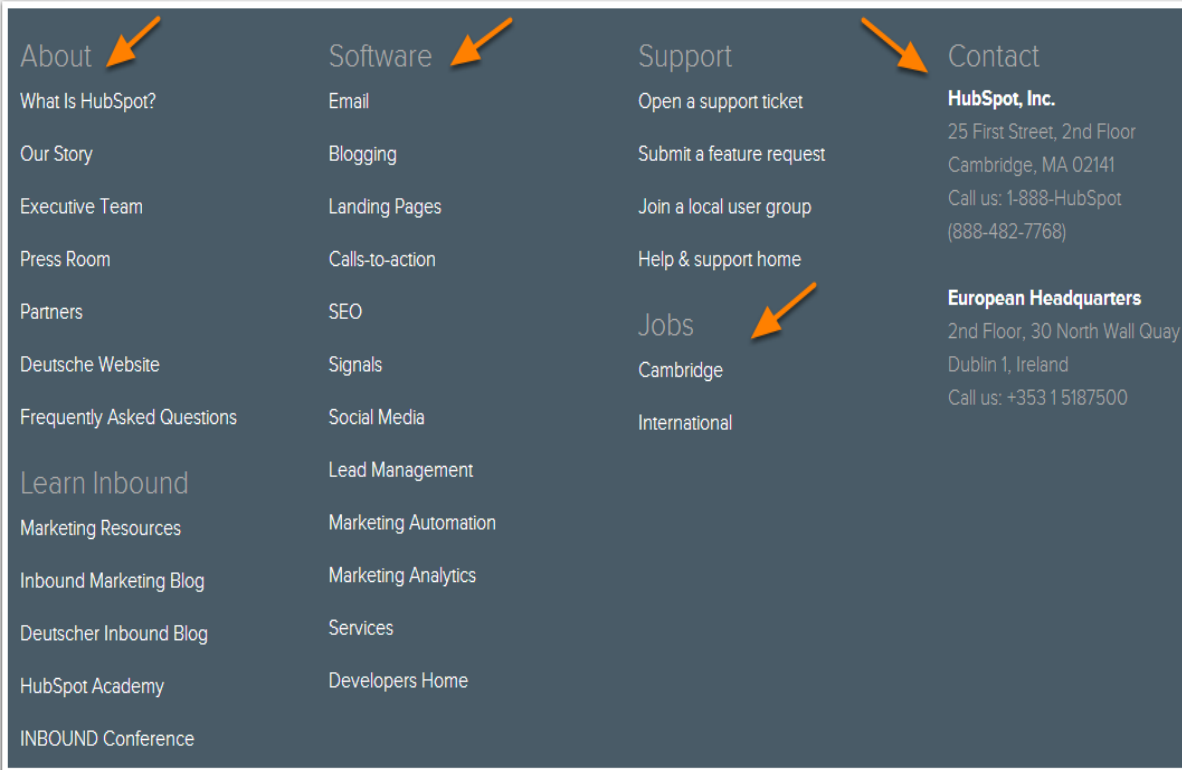 About
What Is HubSpot?
Our Story
Executive Team
Press Room
Partners
Deutsche Website
Frequently Asked Questions
Learn Inbound
Marketing Resources
Inbound Marketing Blog
Deutscher Inbound Blog
HubSpot Academy
INBOUND Conference
Software
Email
Blogging
Landing Pages
Calls-to-action
SEO
Signals
Social Media
Lead Management
Marketing Automation
Marketing Analytics
Services
Developers Home
Support
Open a support ticket
Submit a feature request
Join a local user group
Help & support home
Jobs
Cambridge
International
Contact
HubSpot, Inc.
25 First Street, 2nd Floor
Cambridge, MA 02141
Call us: 1-888-HubSpot
(888-482-7768)
European Headquarters
2nd Floor, 30 North Wall Quay
Dublin 1, Ireland
Call us: +353 1 5187500